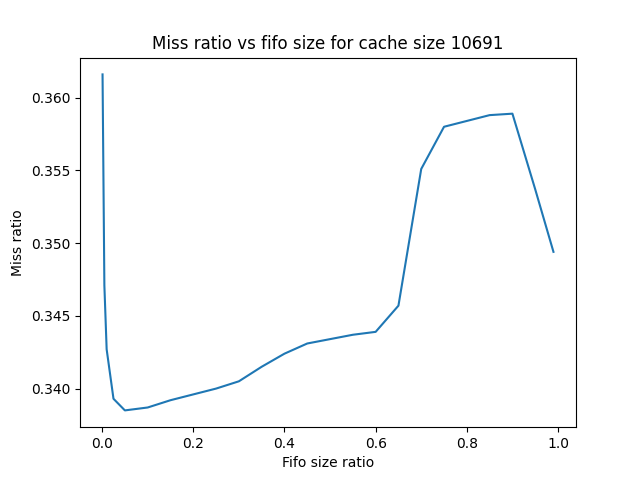 Miss ratio vs fifo size for cache size 10691
0.360
0.355
0.350
0.345
0.340
Miss ratio
0.0 0.2 0.4 0.6 0.8 1.0
Fifo size ratio